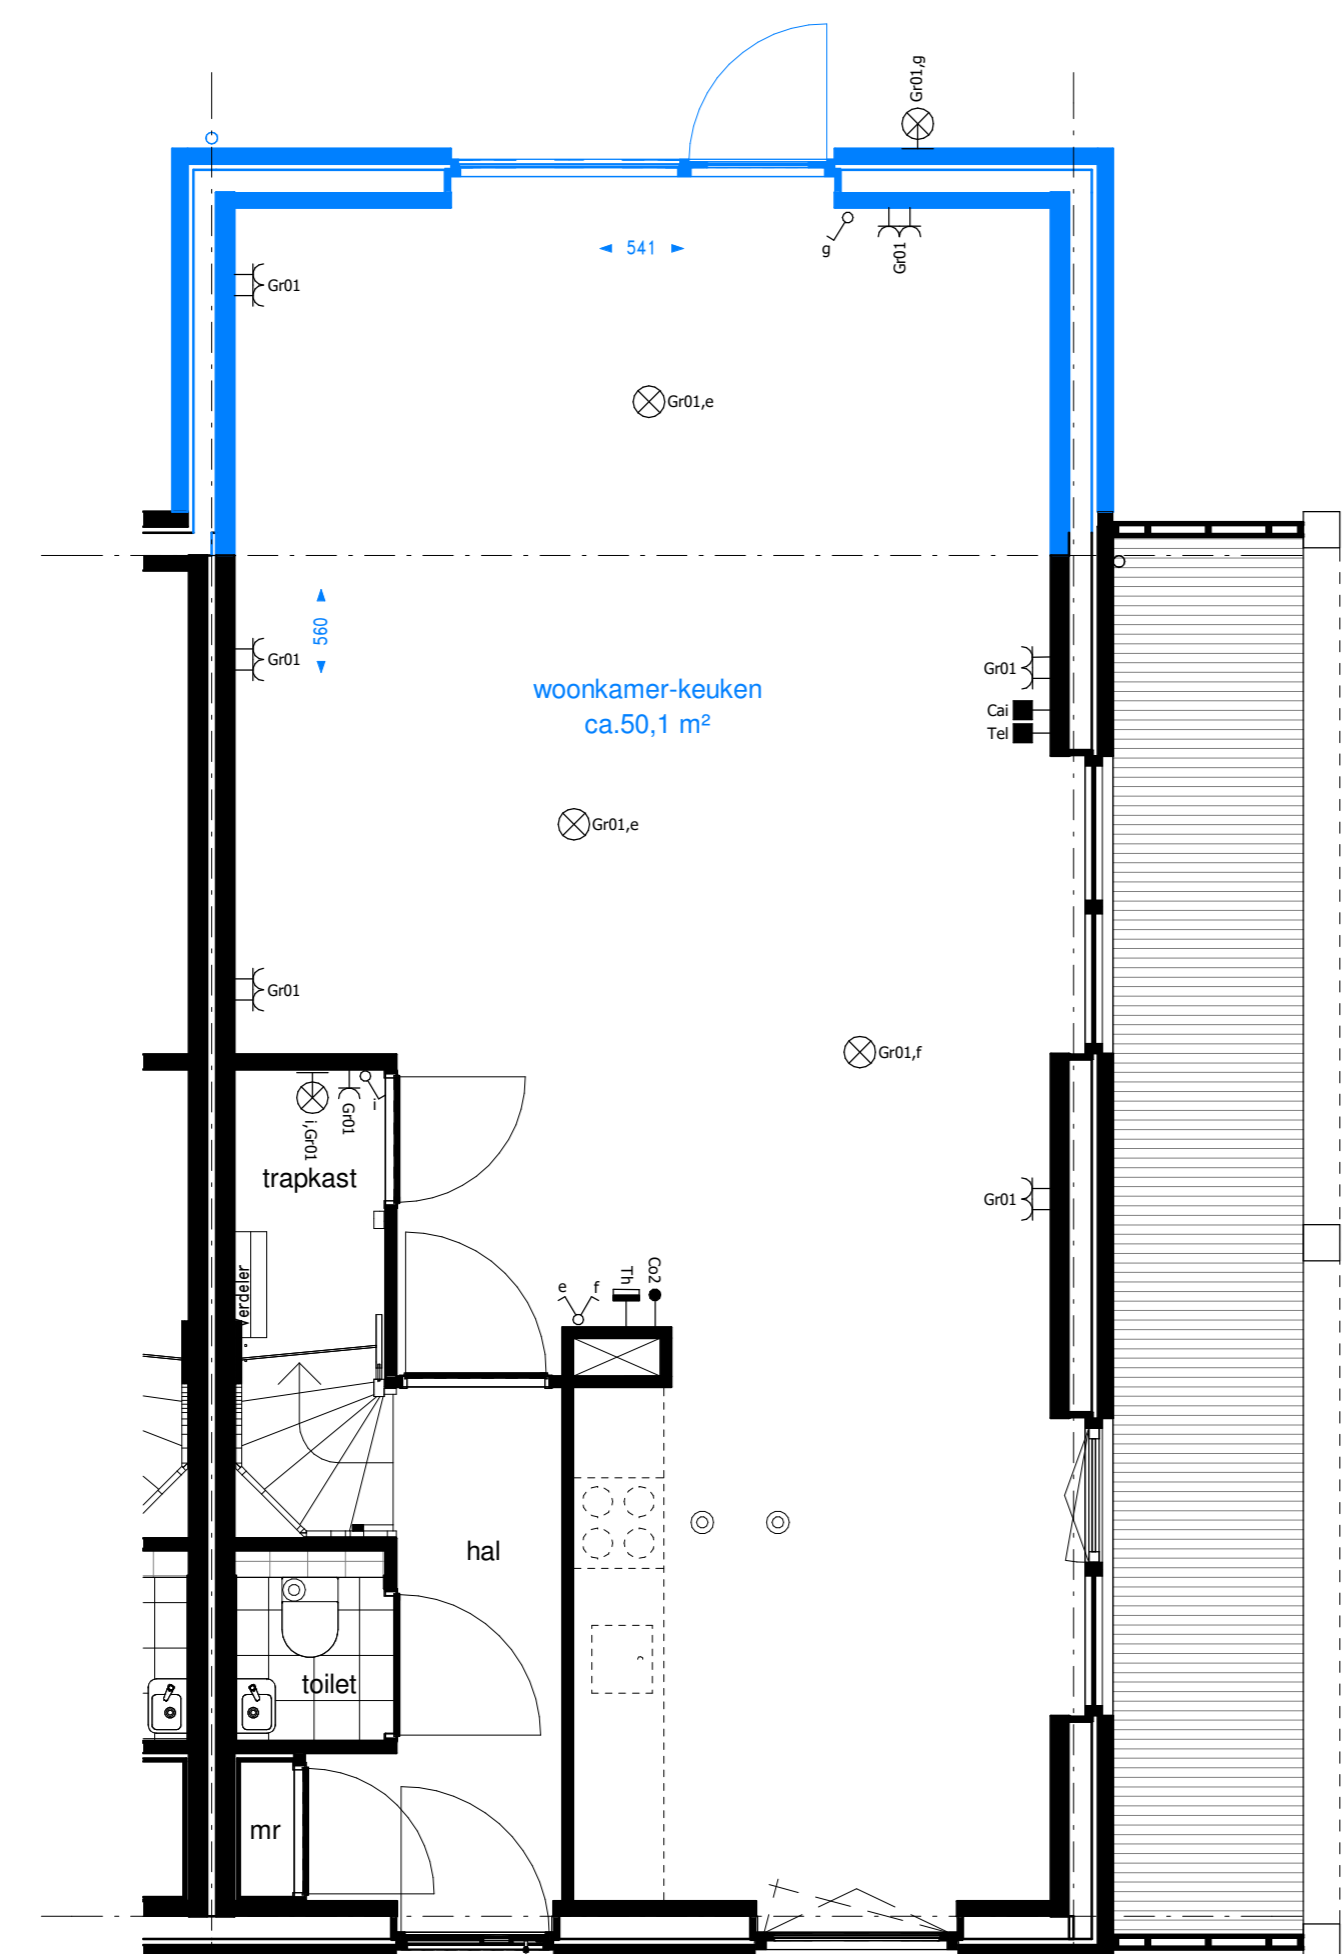 Gr01,g
541
g
Gr01
Gr01
Gr01,e
560
Gr01
Gr01
woonkamer-keuken
ca.50,1 m²
Cai
Tel
Gr01,e
Gr01
Gr01,f
i
Gr01
i,Gr01
trapkast
Gr01
Verdeler
e
f
Th
Co2
hal
toilet
mr